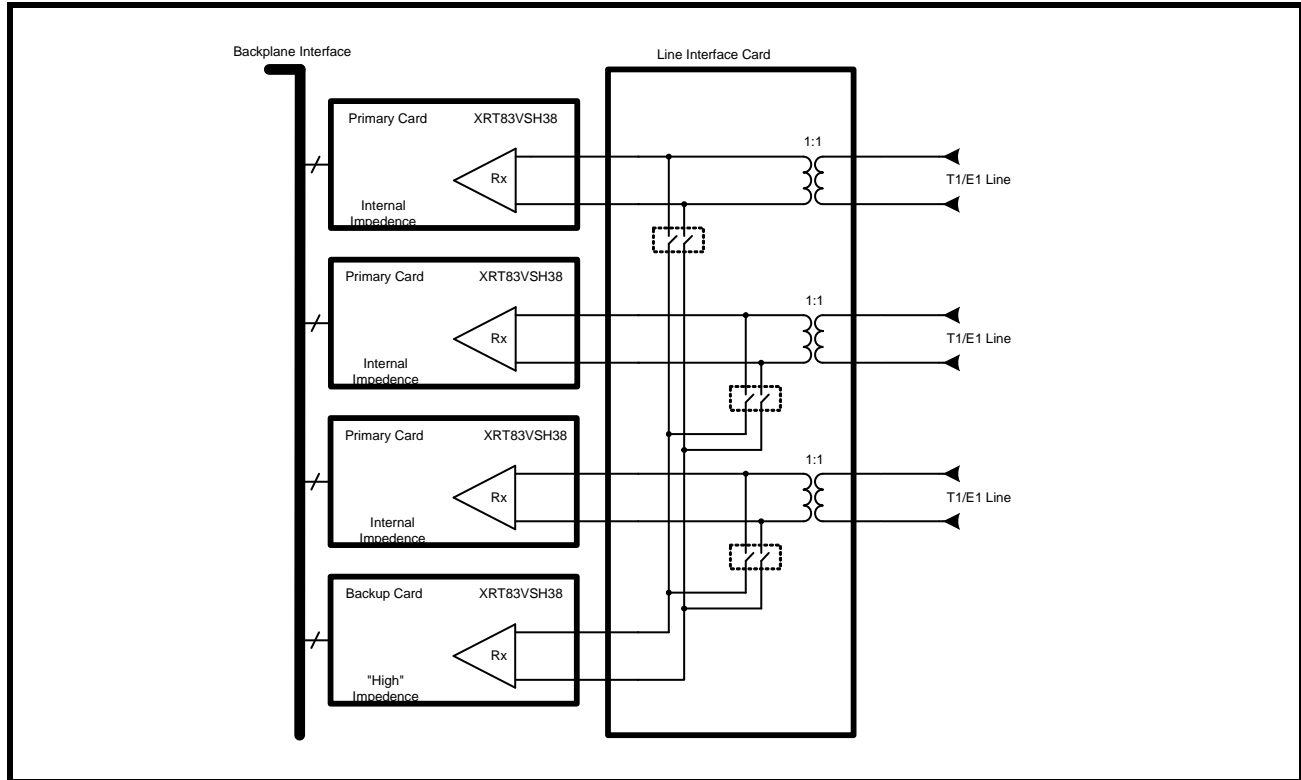 Backplane Interface
Line Interface Card
Primary Card XRT83VSH38
Rx
Internal
Impedence
1:1
T1/E1 Line
Primary Card XRT83VSH38
Rx
Internal
Impedence
1:1
T1/E1 Line
Primary Card XRT83VSH38
Rx
Internal
Impedence
1:1
T1/E1 Line
Backup Card XRT83VSH38
Rx
"High"
Impedence